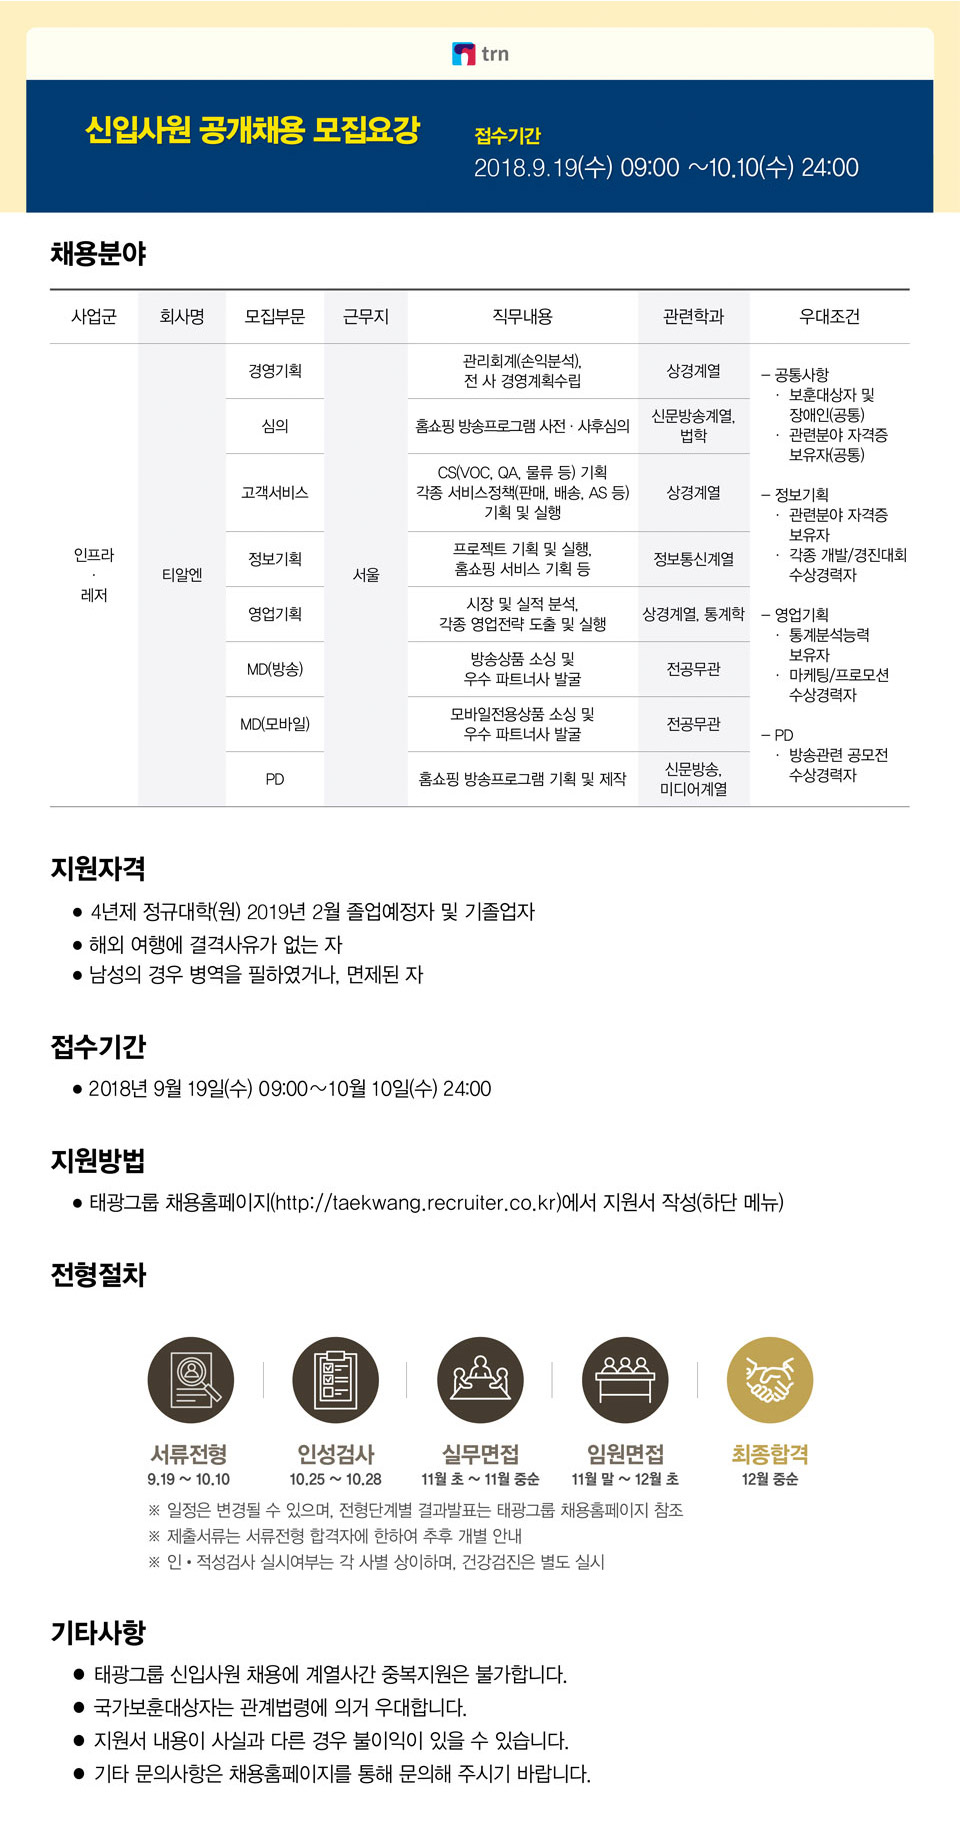 trn
신입사원 공개채용 모집요강
접수기간
2018.9.19(수) 09:00 ~10.10(수) 24:00
채용분야
사업군 회사명 모집부문 근무지 직무내용 관련학과 우대조건
인프라
·
레저
티알엔
서울
경영기획
관리회계(손익분석),
전 사 경영계획수립
상경계열
심의
홈쇼핑 방송프로그램 사전 · 사후심의
신문방송계열,
법학
고객서비스
CS(VOC, QA, 물류 등) 기획
각종 서비스정책(판매, 배송, AS 등)
기획 및 실행
상경계열
정보기획
프로젝트 기획 및 실행,
홈쇼핑 서비스 기획 등
정보통신계열
영업기획
시장 및 실적 분석,
각종 영업전략 도출 및 실행
상경계열, 통계학
MD(방송)
방송상품 소싱 및
우수 파트너사 발굴
전공무관
MD(모바일)
모바일전용상품 소싱 및
우수 파트너사 발굴
전공무관
PD
홈쇼핑 방송프로그램 기획 및 제작
신문방송,
미디어계열
– 공통사항
· 보훈대상자 및
장애인(공통)
· 관련분야 자격증
보유자(공통)
– 정보기획
· 관련분야 자격증
보유자
· 각종 개발/경진대회
수상경력자
– 영업기획
· 통계분석능력
보유자
· 마케팅/프로모션
수상경력자
– PD
· 방송관련 공모전
수상경력자
지원자격
● 4년제 정규대학(원) 2019년 2월 졸업예정자 및 기졸업자
● 해외 여행에 결격사유가 없는 자
● 남성의 경우 병역을 필하였거나, 면제된 자
접수기간
● 2018년 9월 19일(수) 09:00~10월 10일(수) 24:00
지원방법
● 태광그룹 채용홈페이지(http://taekwang.recruiter.co.kr)에서 지원서 작성(하단 메뉴)
전형절차
서류전형 인성검사 실무면접 임원면접 최종합격
9.19 ~ 10.10 10.25 ~ 10.28 11월 초 ~ 11월 중순 11월 말 ~ 12월 초 12월 중순
※ 일정은 변경될 수 있으며, 전형단계별 결과발표는 태광그룹 채용홈페이지 참조
※ 제출서류는 서류전형 합격자에 한하여 추후 개별 안내
※ 인 • 적성검사 실시여부는 각 사별 상이하며, 건강검진은 별도 실시
기타사항
● 태광그룹 신입사원 채용에 계열사간 중복지원은 불가합니다.
● 국가보훈대상자는 관계법령에 의거 우대합니다.
● 지원서 내용이 사실과 다른 경우 불이익이 있을 수 있습니다.
● 기타 문의사항은 채용홈페이지를 통해 문의해 주시기 바랍니다.